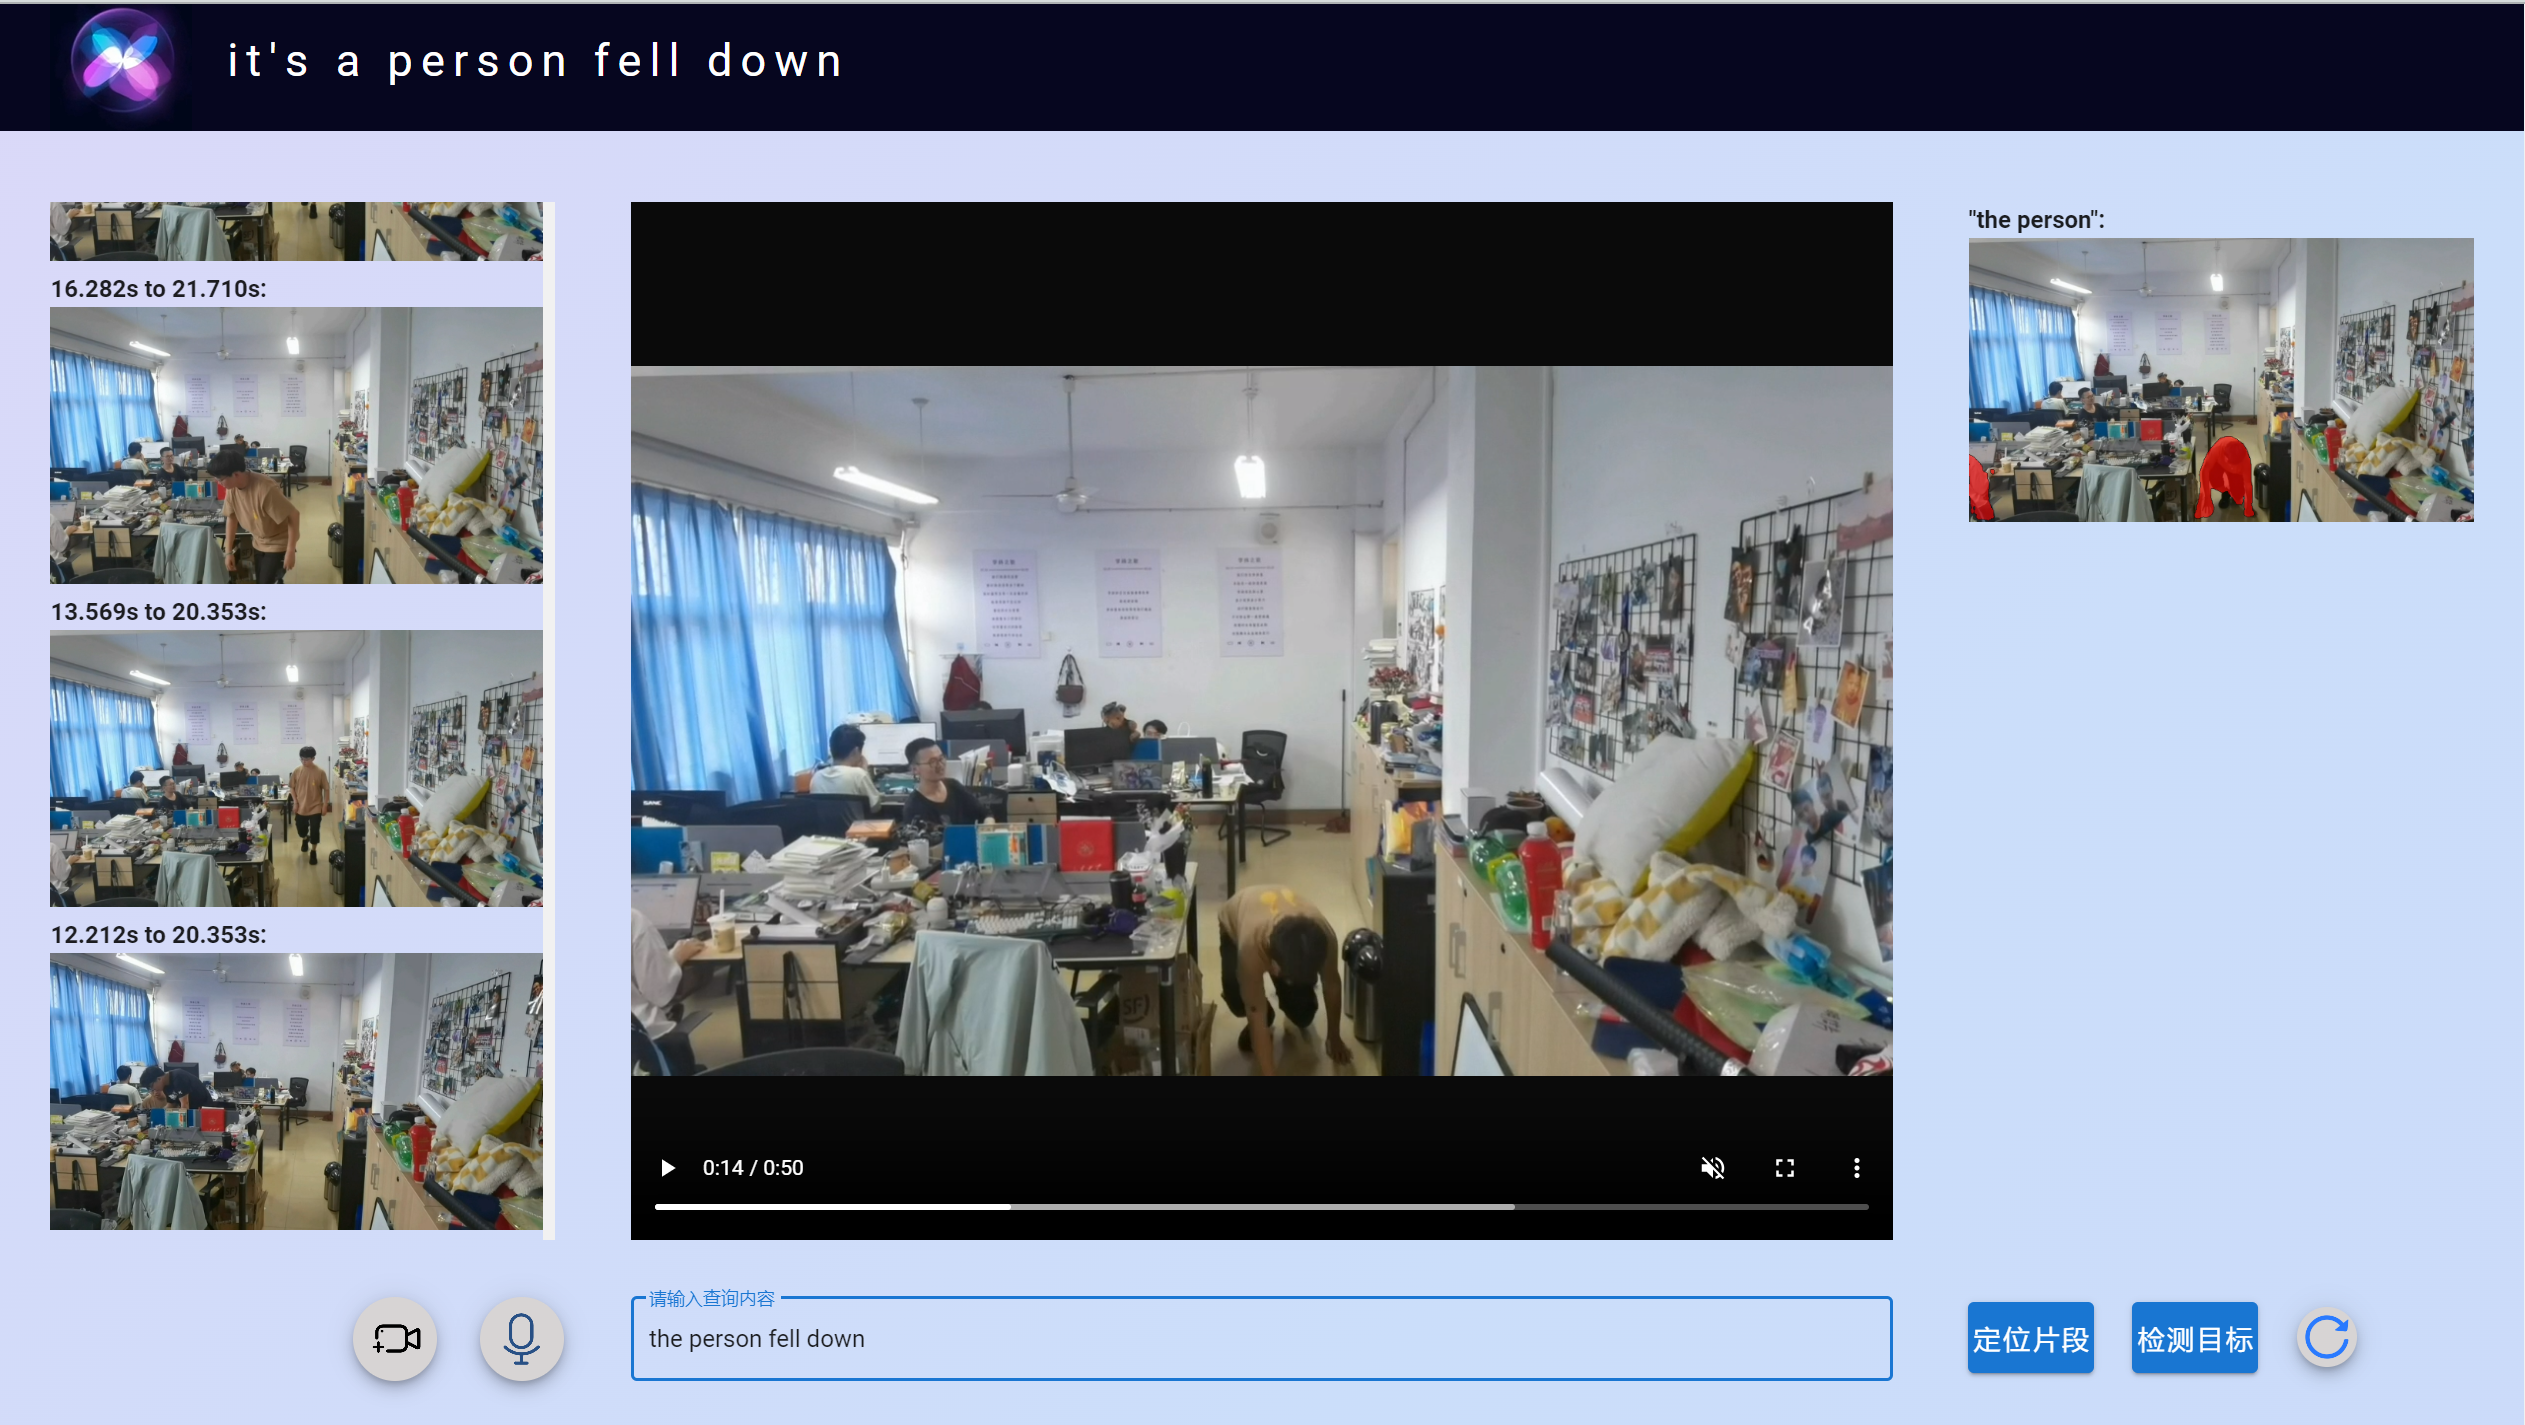 it's a person fell down
16.282s to 21.710s:
13.569s to 20.353s:
12.212s to 20.353s:
0:14 / 0:50
"the person":
请输入查询内容
the person fell down
定位片段
检测目标